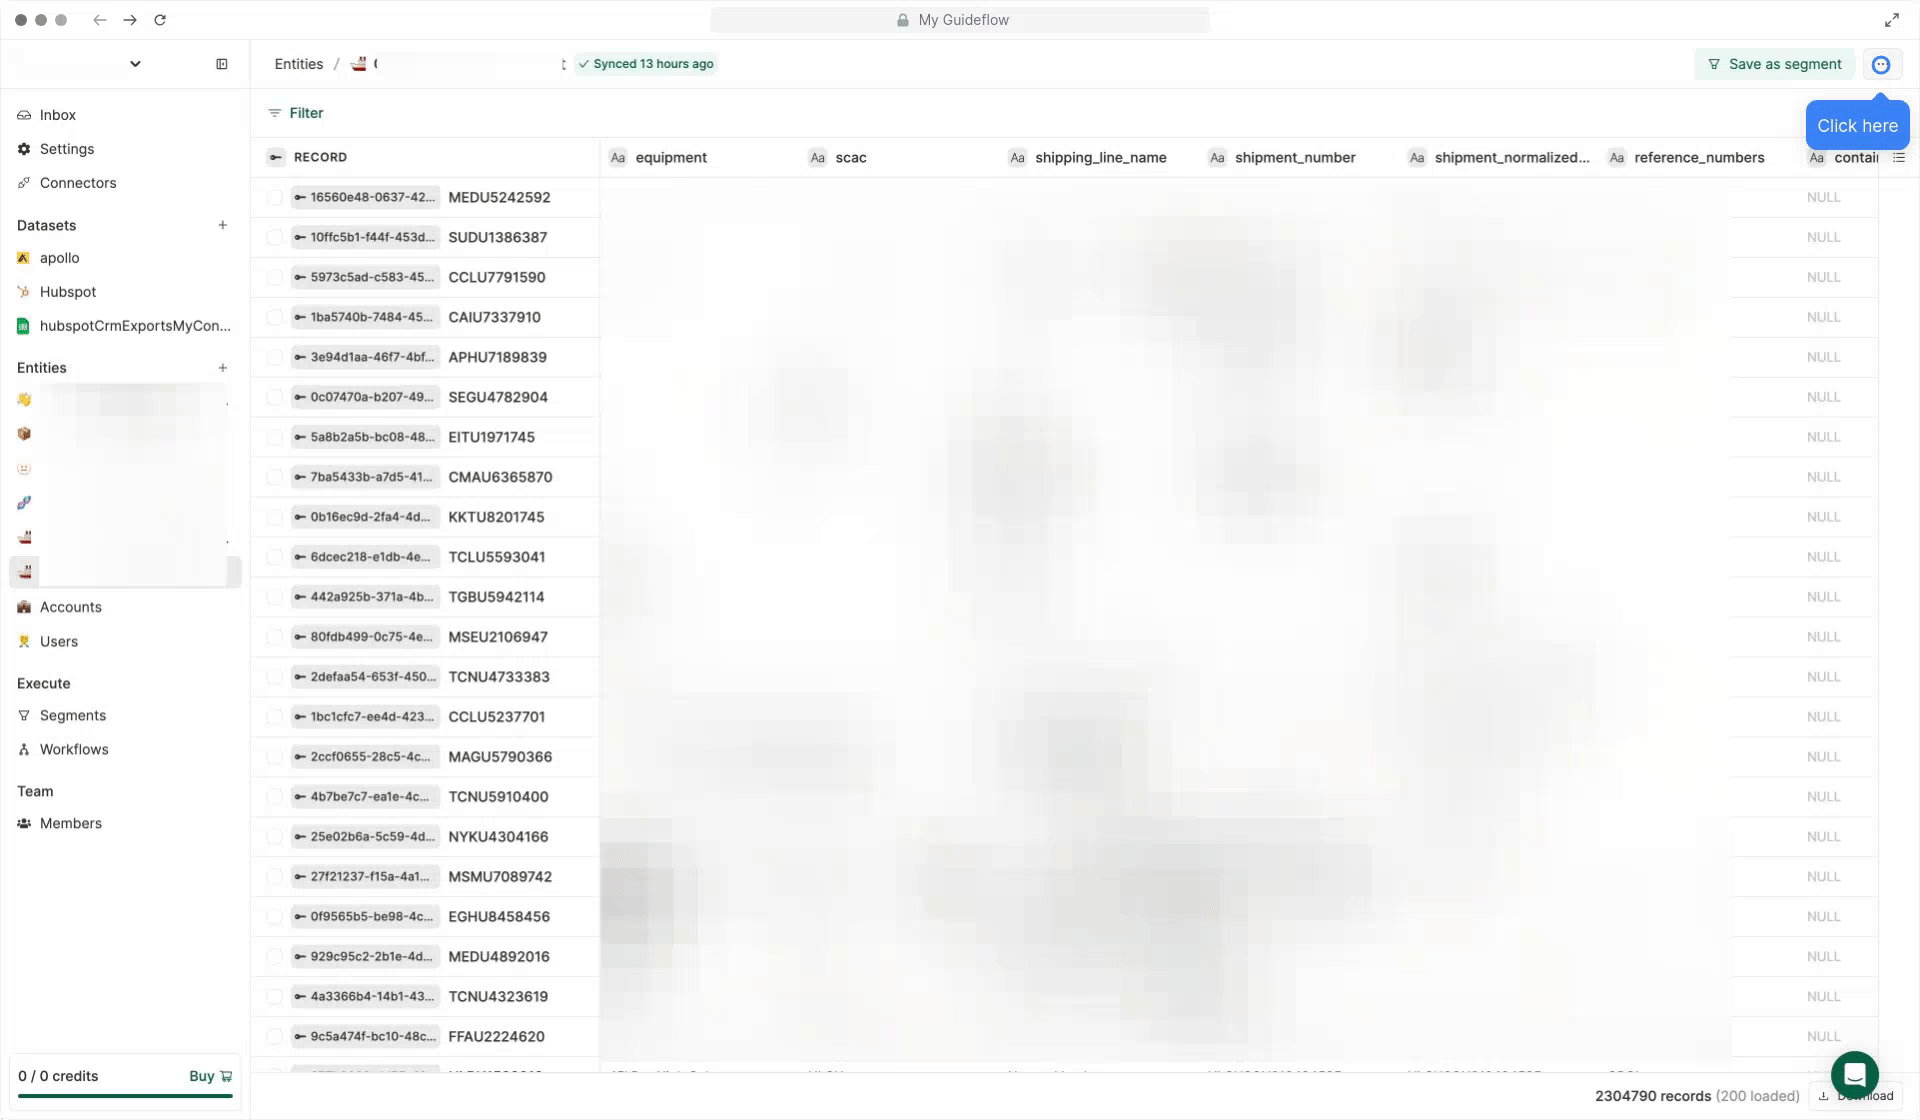 My Guideflow
Entities / Synced 13 hours ago
Save as segment
Click here
Inbox
Settings
Connectors
Datasets
apollo
Hubspot
hubspotCrmExportsMyCon...
Entities
Accounts
Users
Execute
Segments
Workflows
Team
Members
0 / 0 credits Buy
Filter
RECORD Aa equipment Aa scac Aa shipping_line_name Aa shipment_number Aa shipment_normalized... Aa reference_numbers Aa contai
16560e48-0637-42... MEDU5242592 NULL
10ffc5b1-f44f-453d... SUDU1386387 NULL
5973c5ad-c583-45... CCLU7791590 NULL
1ba5740b-7484-45... CAIU7337910 NULL
3e94d1aa-46f7-4bf... APHU7189839 NULL
0c07470a-b207-49... SEGU4782904 NULL
5a8b2a5b-bc08-48... EITU1971745 NULL
7ba5433b-a7d5-41... CMAU6365870 NULL
0b16ec9d-2fa4-4d... KKTU8201745 NULL
6dcec218-e1db-4e... TCLU5593041 NULL
442a925b-371a-4b... TGBU5942114 NULL
80fdb499-0c75-4e... MSEU2106947 NULL
2defaa54-653f-450... TCNU4733383 NULL
1bc1cfc7-ee4d-423... CCLU5237701 NULL
2ccf0655-28c5-4c... MAGU5790366 NULL
4b7be7c7-ea1e-4c... TCNU5910400 NULL
25e02b6a-5c59-4d... NYKU4304166 NULL
27f21237-f15a-4a1... MSMU7089742 NULL
0f9565b5-be98-4c... EGHU8458456 NULL
929c95c2-2b1e-4d... MEDU4892016 NULL
4a3366b4-14b1-43... TCNU4323619 NULL
9c5a474f-bc10-48c... FFAU2224620 NULL
2304790 records (200 loaded) Download